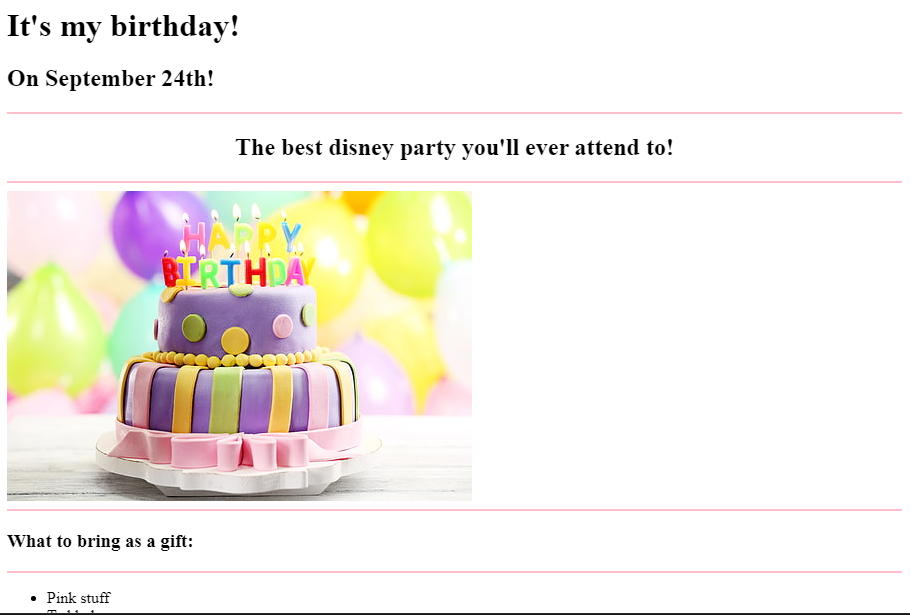 It's my birthday!
On September 24th!
The best disney party you'll ever attend to!
HAPPY
BIRTHDAY
What to bring as a gift:
Pink stuff